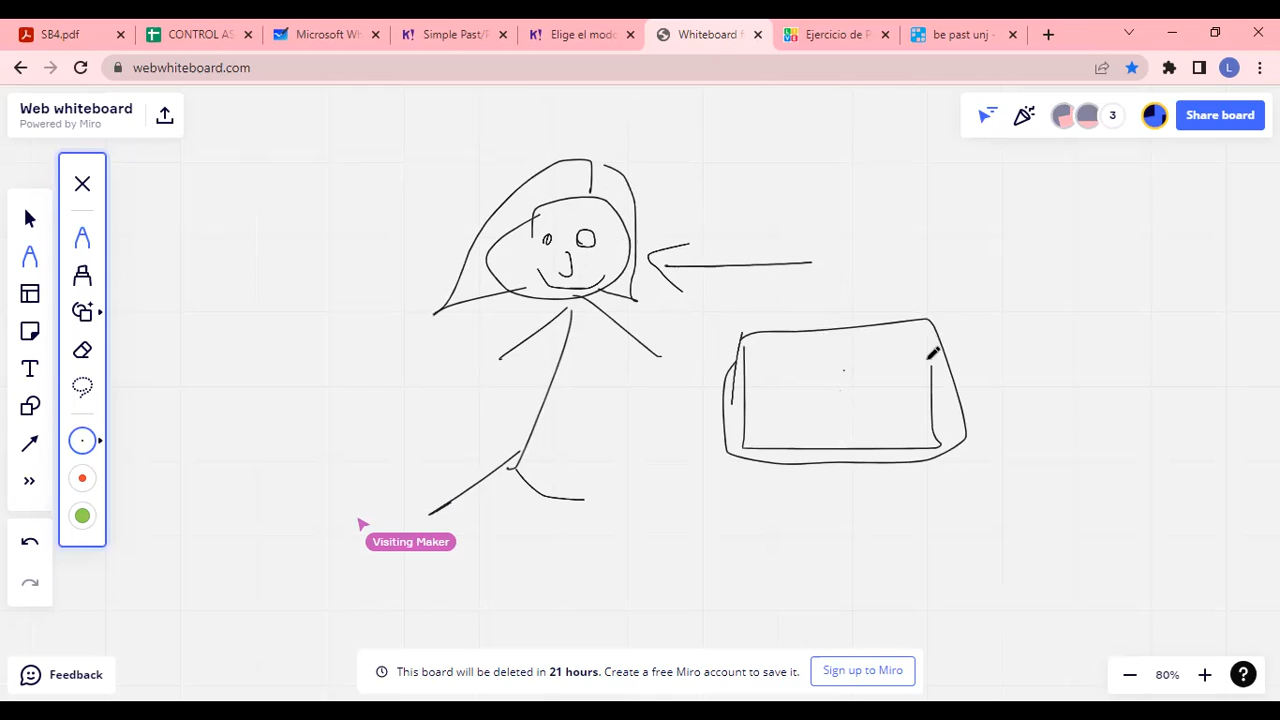 SB4.pdf
CONTROL AS
Microsoft Wh
Simple Past/P
Elige el modo
Whiteboard f
Ejercicio de P
be past unj -
webwhiteboard.com
L
Web whiteboard
Powered by Miro
3
Share board
Visiting Maker
Feedback
This board will be deleted in 21 hours. Create a free Miro account to save it.
Sign up to Miro
80%